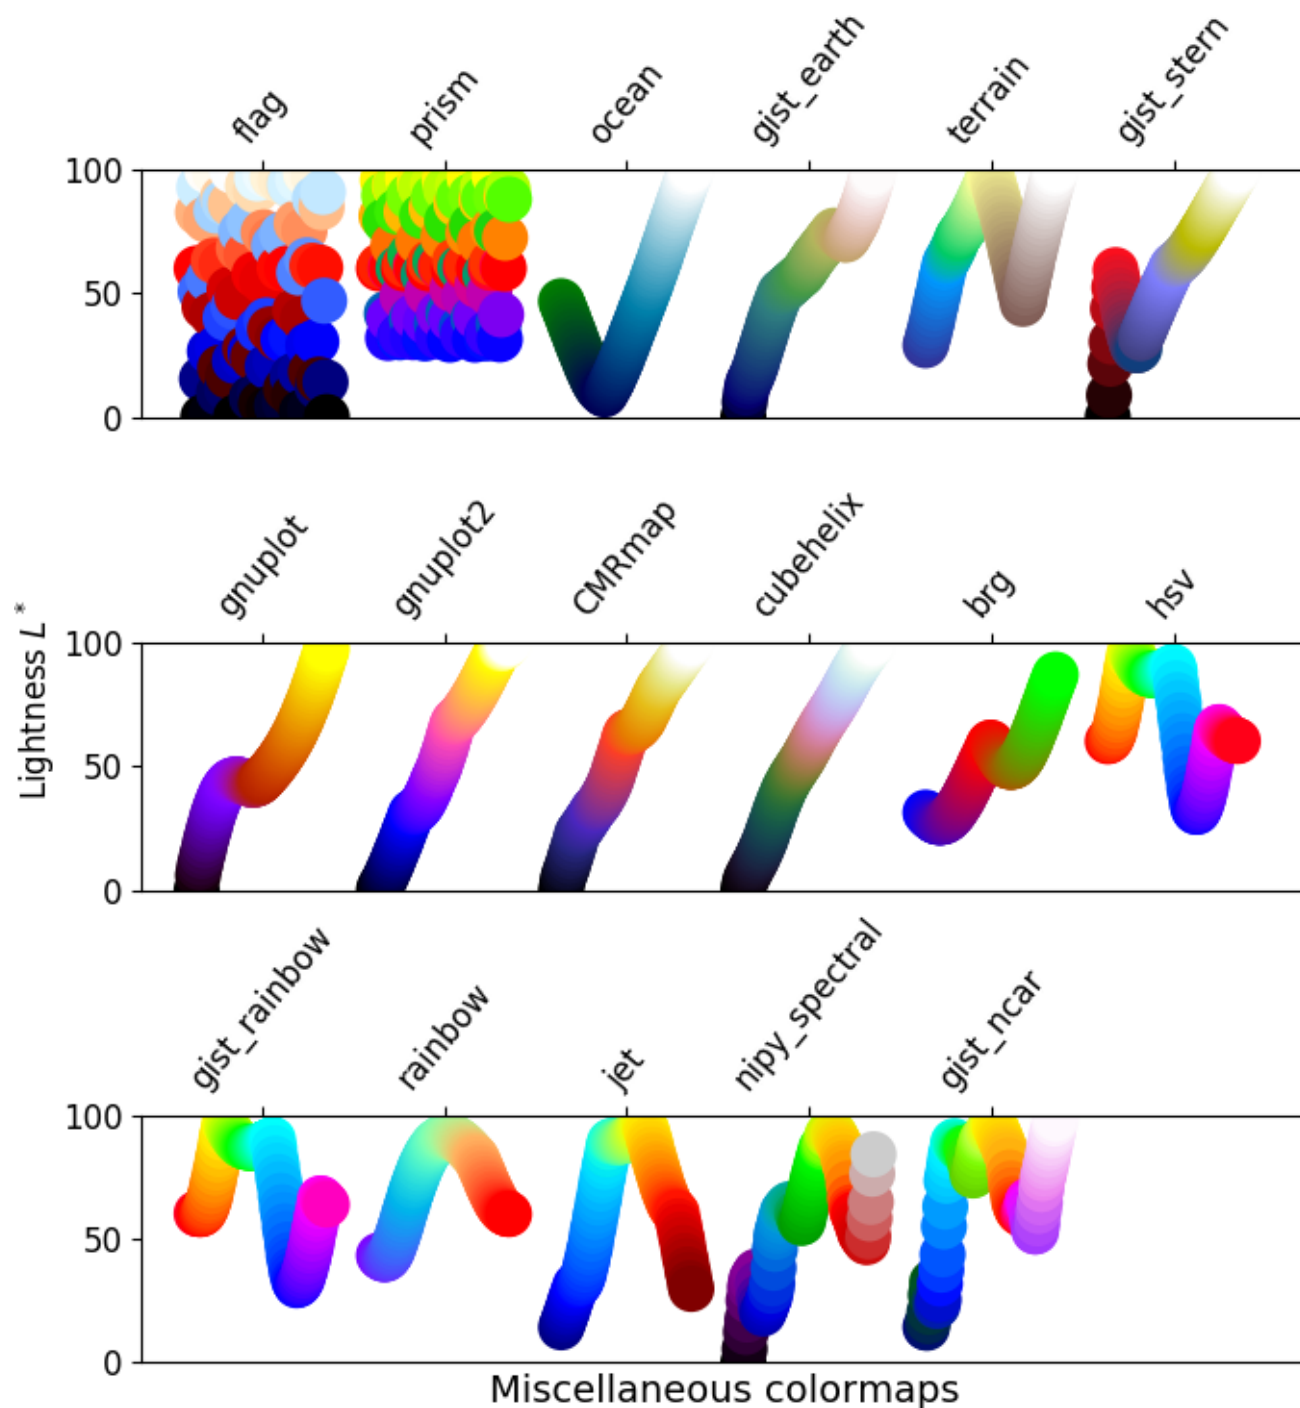 flag prism ocean gist_earth terrain gist_stern
100
50
0
Lightness L*
gnuplot gnuplot2 CMRmap cubehelix brg hsv
100
50
0
gist_rainbow rainbow jet nipy_spectral gist_ncar
100
50
0
Miscellaneous colormaps